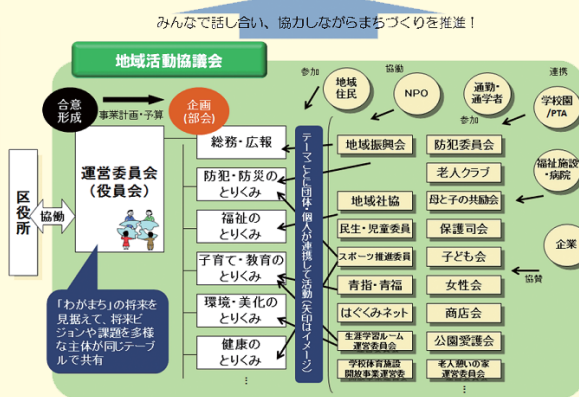 みんなで話し合い、協力しながらまちづくりを推進！
地域活動協議会
合意
形成
事業計画・予算
企画
(部会)
運営委員会
(役員会)
区役所
協働
「わがまち」の将来を
見据えて、将来ビ
ジョンや課題を多様
な主体が同じテーブ
ルで共有
総務・広報
防犯・防災の
とりくみ
福祉の
とりくみ
子育て・教育の
とりくみ
環境・美化の
とりくみ
健康の
とりくみ
テーマごとに団体・個人が連携して活動（矢印はイメージ）
参加
地域
住民
協働
NPO
通勤・
通学者
参加
連携
学校園
/PTA
福祉施設
・病院
企業
協賛
地域振興会
防犯委員会
老人クラブ
地域社協
母と子の共励会
民生・児童委員
保護司会
スポーツ推進委員
子ども会
青指・青福
女性会
はぐくみネット
商店会
生涯学習ルーム
運営委員会
公園愛護会
学校体育施設
開放事業運営委
老人憩いの家
運営委員会